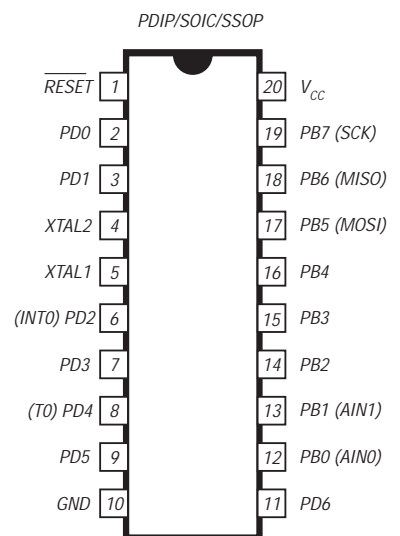 PDIP/SOIC/SSOP
RESET 1 20 VCC
PD0 2 19 PB7 (SCK)
PD1 3 18 PB6 (MISO)
XTAL2 4 17 PB5 (MOSI)
XTAL1 5 16 PB4
(INT0) PD2 6 15 PB3
PD3 7 14 PB2
(T0) PD4 8 13 PB1 (AIN1)
PD5 9 12 PB0 (AIN0)
GND 10 11 PD6